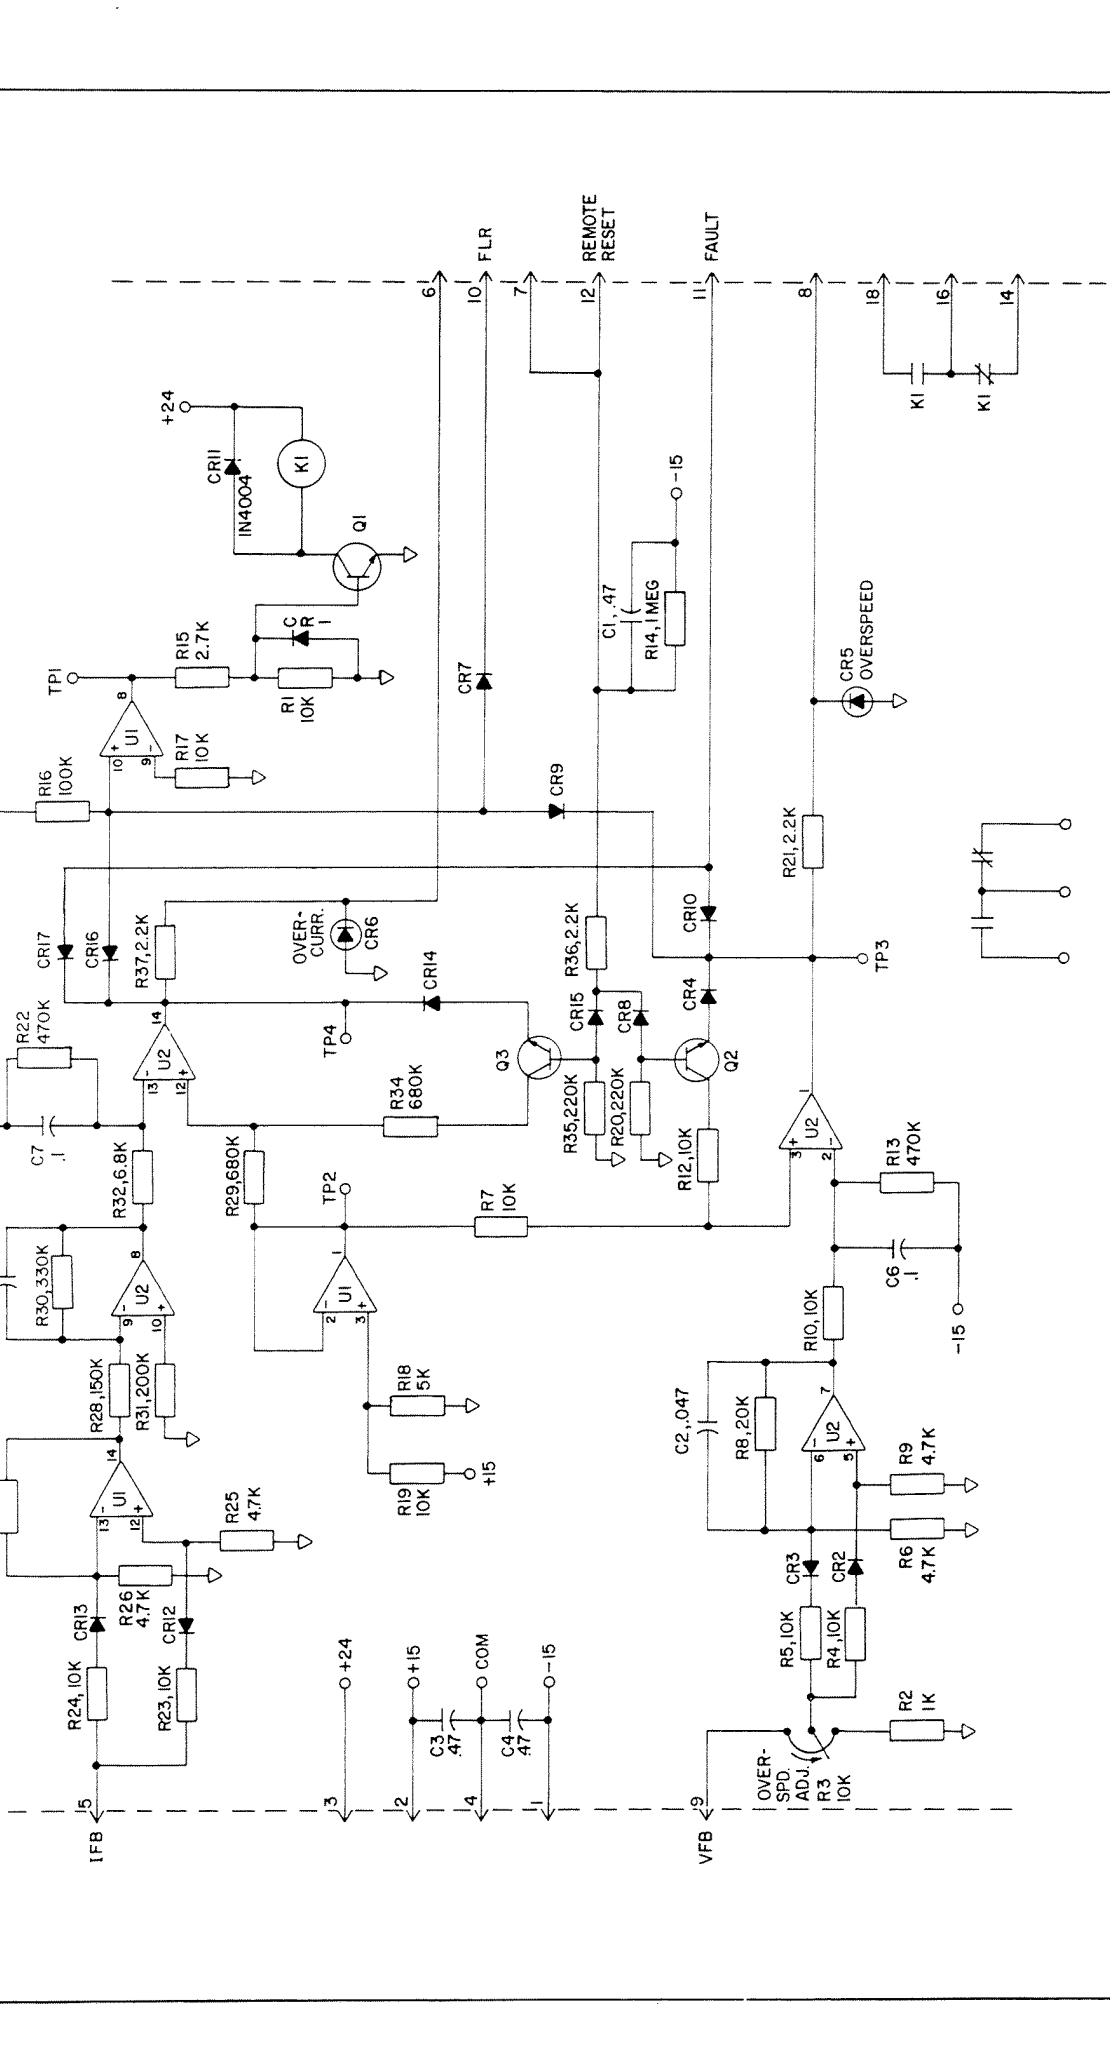 +24
CR11
1N4004
K1
Q1
TP1
8
R15
2.7K
C
R
1
R1
10K
10
+
U1
9
-
R17
10K
R16
100K
6
10
FLR
7
12
REMOTE
RESET
11
FAULT
8
18
16
14
K1
K1
C1,.47
R14,1MEG
-15
CR7
CR9
CR5
OVERSPEED
R21,2.2K
CR17
CR16
R37,2.2K
OVER-
CURR.
CR6
CR14
R36,2.2K
CR15
CR8
CR10
CR4
TP3
R22
470K
C7
.1
14
13
-
U2
12
+
TP4
Q3
Q2
R34
680K
R35,220K
R20,220K
R12,10K
R32,6.8K
R29,680K
TP2
R7
10K
1
3
+
U2
2
-
R13
470K
C6
.1
-15
R30,330K
8
9
-
U2
10
+
R28,150K
R31,200K
1
U1
2
-
3
+
R18
5K
R19
10K
+15
R10,10K
C2,.047
R8,20K
7
6
-
U2
5
+
R9
4.7K
R6
4.7K
14
13
-
U1
12
+
R25
4.7K
R26
4.7K
CR13
CR12
R24,10K
R23,10K
CR3
CR2
R5,10K
R4,10K
R2
1K
OVER-
SPD.
ADJ.
R3
10K
+24
+15
COM
-15
C3
.47
C4
.47
5
IFB
3
2
4
1
9
VFB